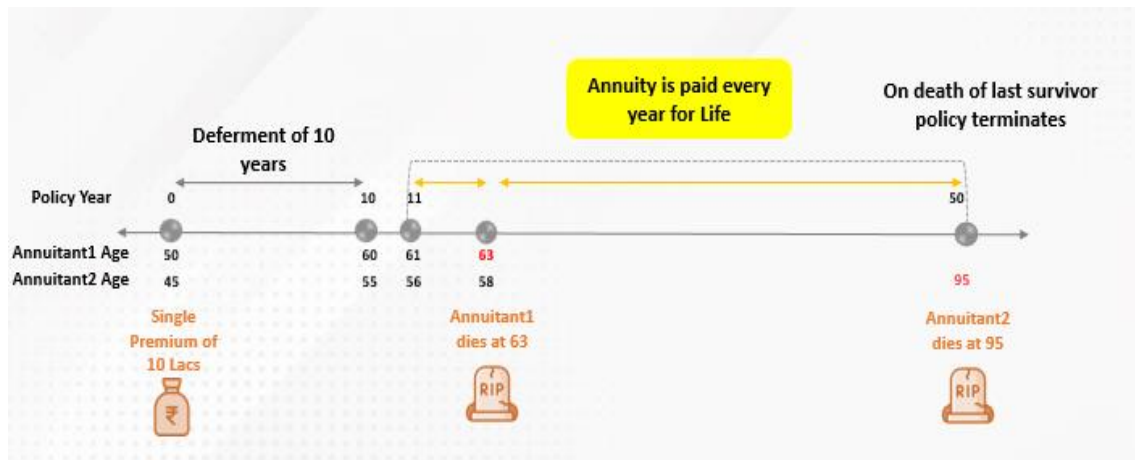 Annuity is paid every
year for Life
On death of last survivor
policy terminates
Deferment of 10
years
Policy Year 0 10 11 50
Annuitant1 Age 50 60 61 63
Annuitant2 Age 45 55 56 58 95
Single
Premium of
10 Lacs
₹
Annuitant1
dies at 63
RIP
Annuitant2
dies at 95
RIP